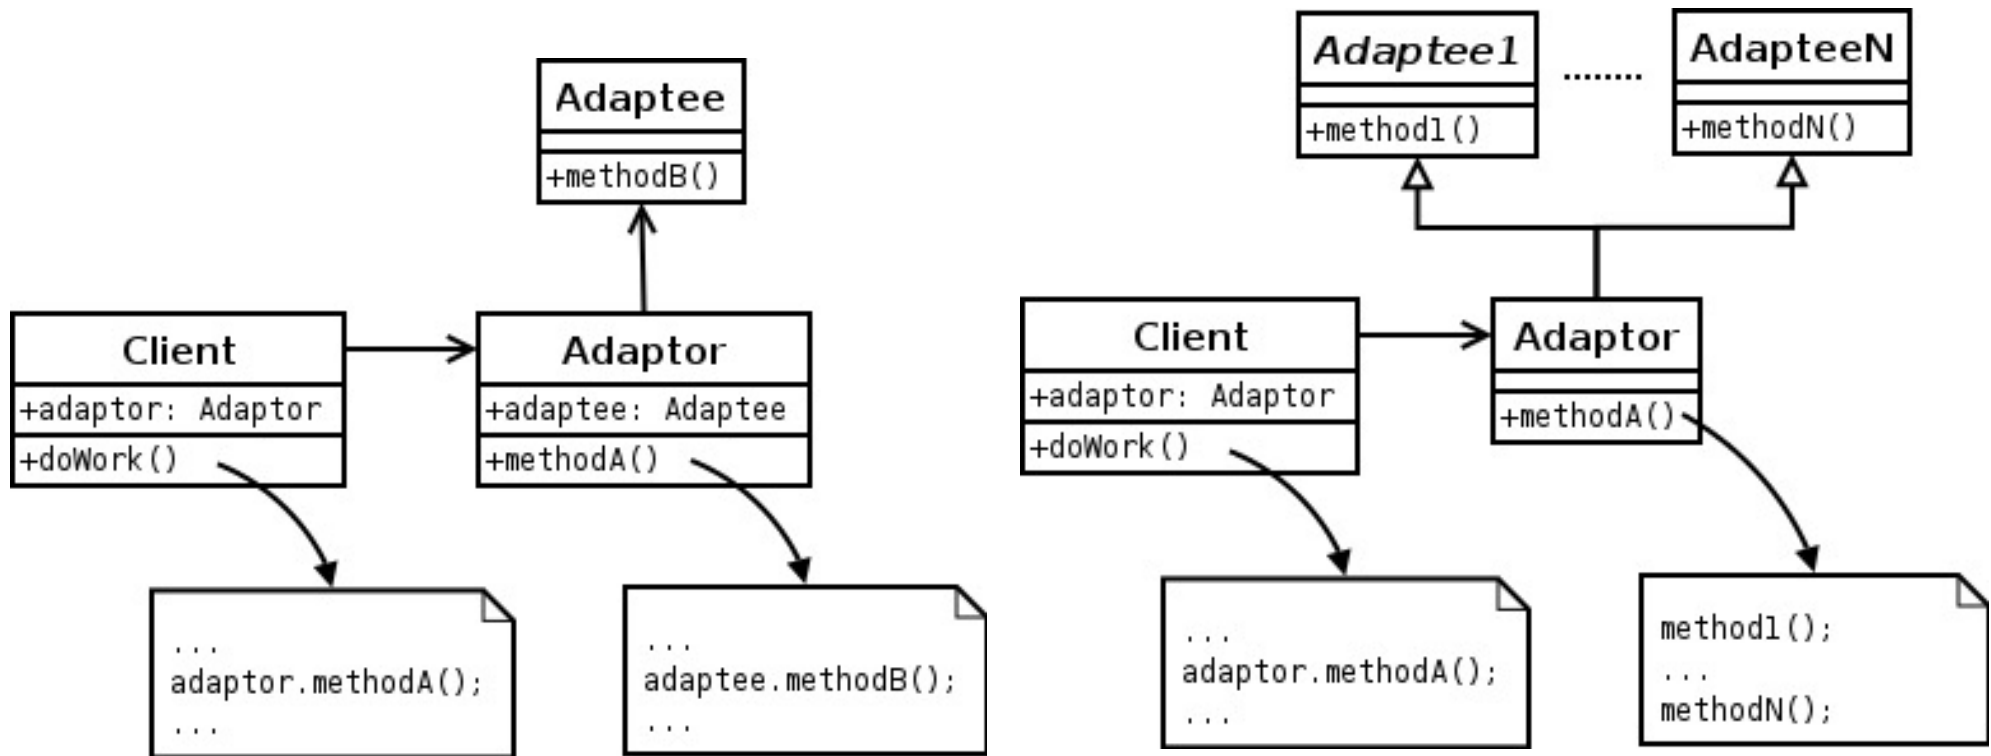 Adaptee
+methodB()
Client
+adaptor: Adaptor
+doWork()
Adaptor
+adaptee: Adaptee
+methodA()
...
adaptor.methodA();
...
...
adaptee.methodB();
...
Adaptee1
+method1()
........
AdapteeN
+methodN()
Client
+adaptor: Adaptor
+doWork()
Adaptor
+methodA()
...
adaptor.methodA();
...
method1();
...
methodN();